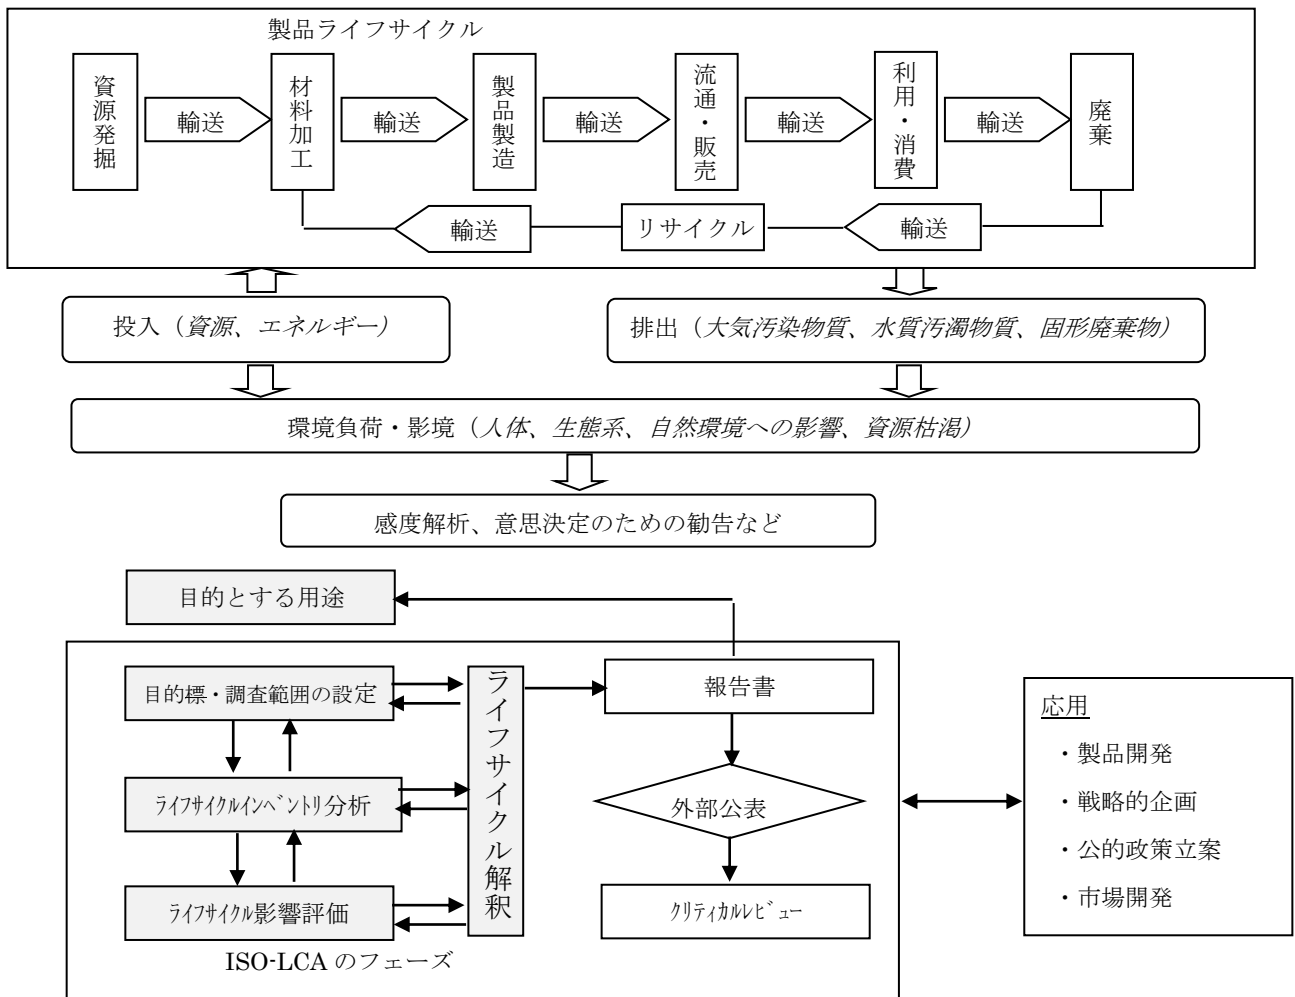 製品ライフサイクル
資源発掘
輸送
材料加工
輸送
製品製造
輸送
流通・販売
輸送
利用・消費
輸送
廃棄
輸送
リサイクル
輸送
投入（資源、エネルギー）
排出（大気汚染物質、水質汚濁物質、固形廃棄物）
環境負荷・影境（人体、生態系、自然環境への影響、資源枯渇）
感度解析、意思決定のための勧告など
目的とする用途
目的標・調査範囲の設定
ﾗｲﾌｻｲｸﾙｲﾝﾍﾞﾝﾄﾘ分析
ﾗｲﾌｻｲｸﾙ影響評価
ライフサイクル解釈
報告書
外部公表
ｸﾘﾃｨｶﾙﾚﾋﾞｭｰ
ISO-LCA のフェーズ
応用
・製品開発
・戦略的企画
・公的政策立案
・市場開発